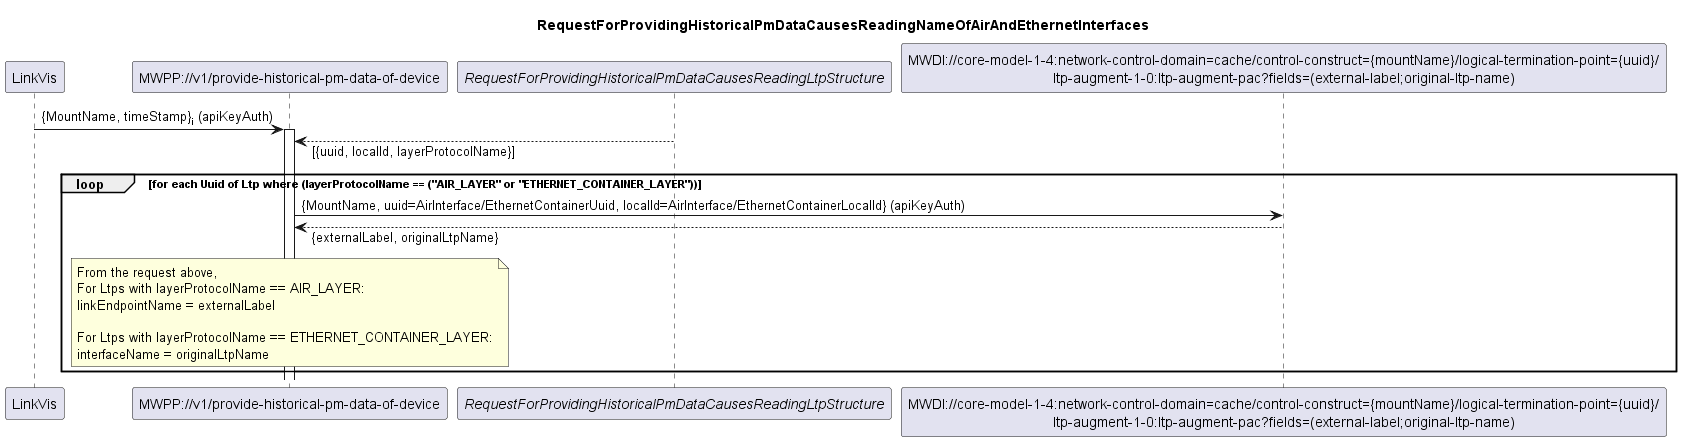 RequestForProvidingHistoricalPmDataCausesReadingNameOfAirAndEthernetInterfaces
LinkVis
MWPP://v1/provide-historical-pm-data-of-device
RequestForProvidingHistoricalPmDataCausesReadingLtpStructure
MWDI://core-model-1-4:network-control-domain=cache/control-construct={mountName}/logical-termination-point={uuid}/
ltp-augment-1-0:ltp-augment-pac?fields=(external-label;original-ltp-name)
{MountName, timeStamp}i (apiKeyAuth)
[{uuid, localId, layerProtocolName}]
loop
[for each Uuid of Ltp where (layerProtocolName == ("AIR_LAYER" or "ETHERNET_CONTAINER_LAYER"))]
{MountName, uuid=AirInterface/EthernetContainerUuid, localId=AirInterface/EthernetContainerLocalId} (apiKeyAuth)
{externalLabel, originalLtpName}
From the request above,
For Ltps with layerProtocolName == AIR_LAYER:
linkEndpointName = externalLabel
For Ltps with layerProtocolName == ETHERNET_CONTAINER_LAYER:
interfaceName = originalLtpName
LinkVis
MWPP://v1/provide-historical-pm-data-of-device
RequestForProvidingHistoricalPmDataCausesReadingLtpStructure
MWDI://core-model-1-4:network-control-domain=cache/control-construct={mountName}/logical-termination-point={uuid}/
ltp-augment-1-0:ltp-augment-pac?fields=(external-label;original-ltp-name)